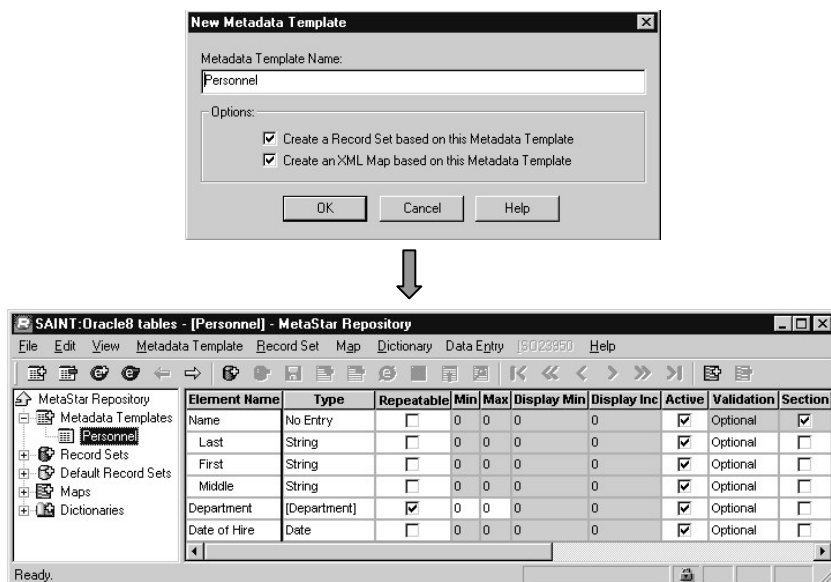 New Metadata Template
Metadata Template Name:
Personnel
Options:
Create a Record Set based on this Metadata Template
Create an XML Map based on this Metadata Template
OK Cancel Help
SAINT:Oracle8 tables - [Personnel] - MetaStar Repository
File Edit View Metadata Template Record Set Map Dictionary Data Entry ISO23950 Help
MetaStar Repository
Metadata Templates
Personnel
Record Sets
Default Record Sets
Maps
Dictionaries
Element Name Type Repeatable Min Max Display Min Display Inc Active Validation Section
Name No Entry 0 0 0 0 Optional
Last String 0 0 0 0 Optional
First String 0 0 0 0 Optional
Middle String 0 0 0 0 Optional
Department [Department] 0 0 0 0 Optional
Date of Hire Date 0 0 0 0 Optional
Ready.